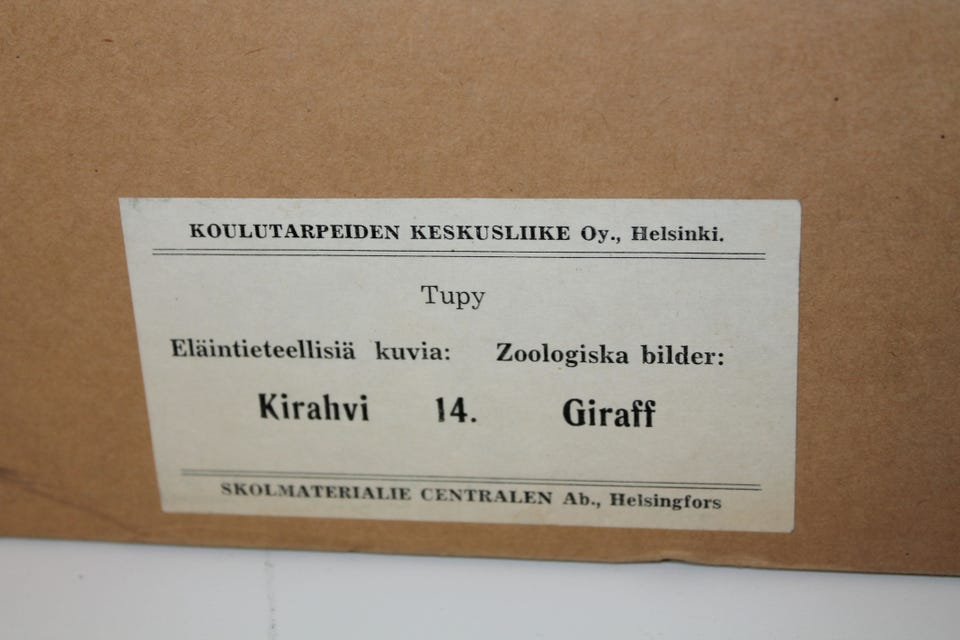 KOULUTARPEIDEN KESKUSLIIKE Oy., Helsinki.
Tupy
Eläintieteellisiä kuvia: Zoologiska bilder:
Kirahvi 14. Giraff
SKOLMATERIALIE CENTRALEN Ab., Helsingfors